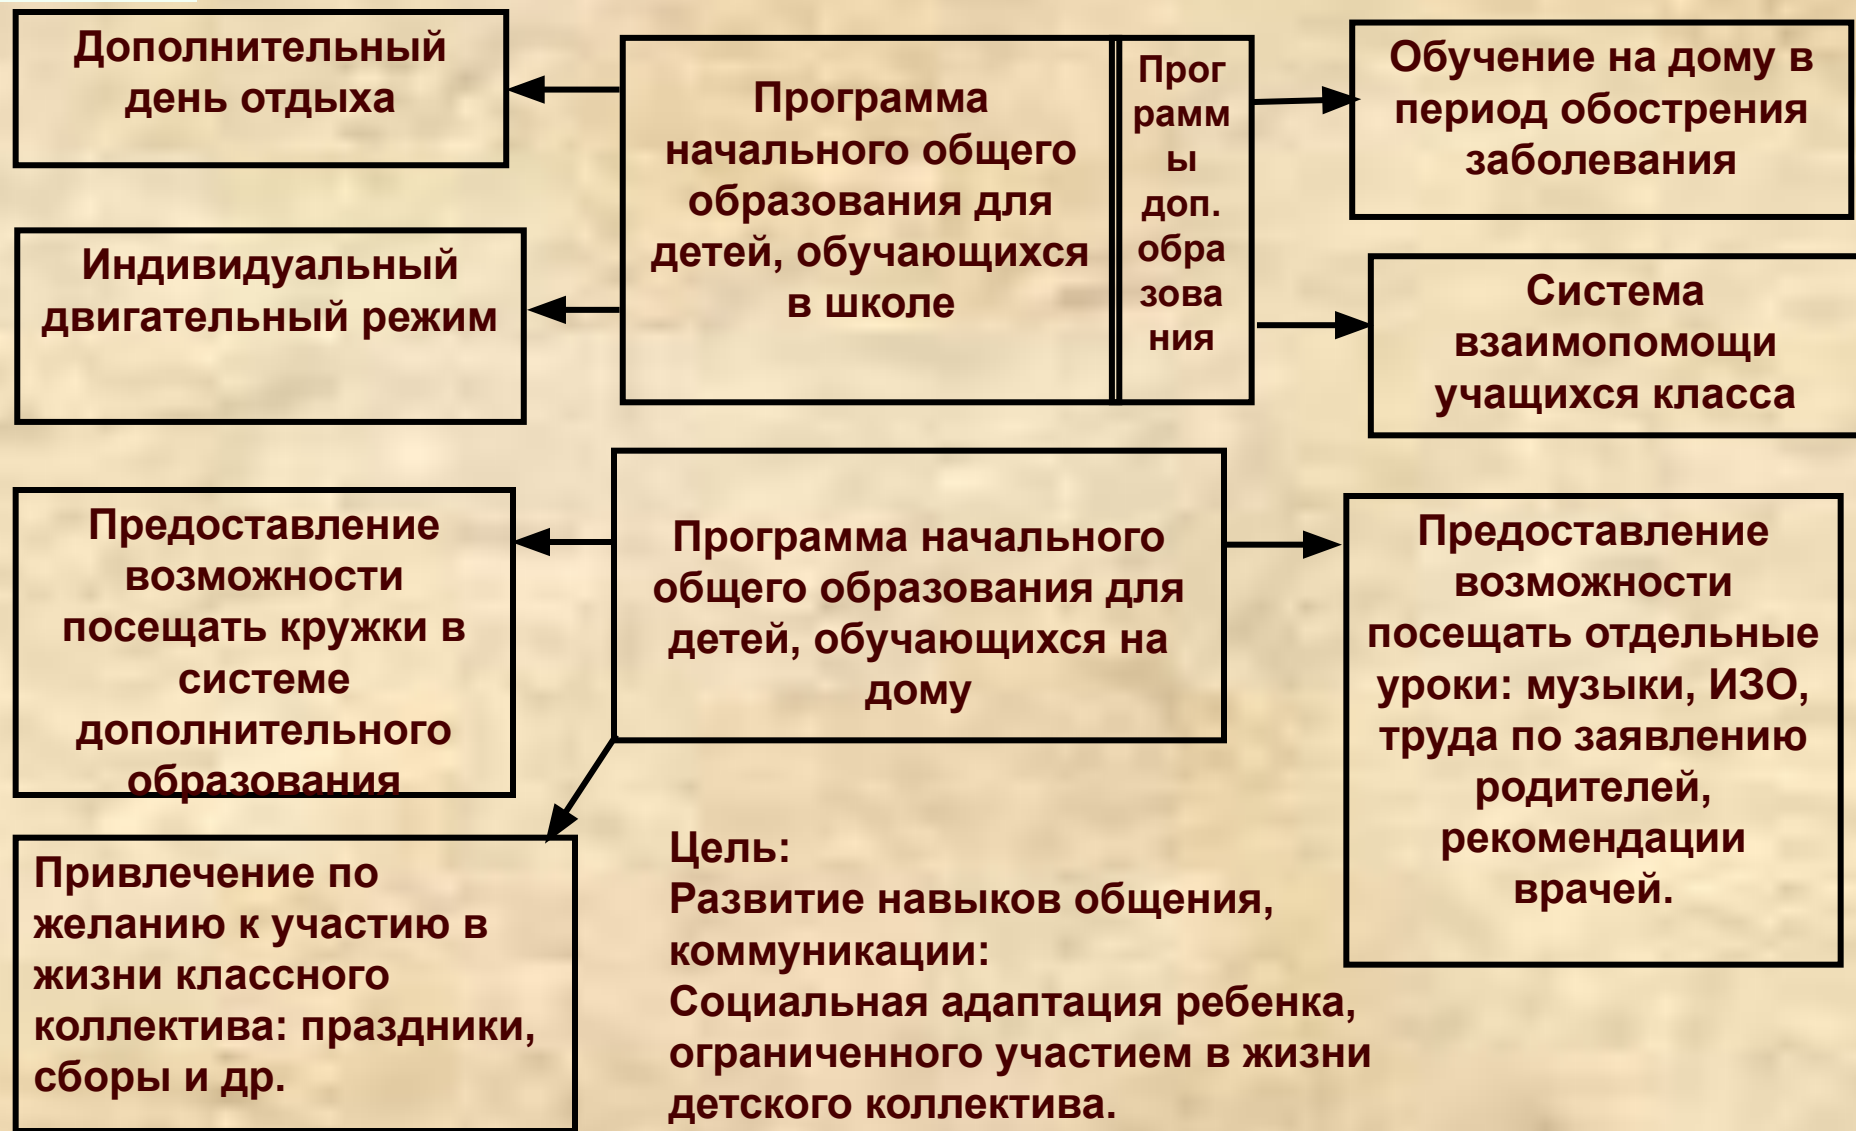 Дополнительный
день отдыха
Программа
начального общего
образования для
детей, обучающихся
в школе
Прог
рамм
ы
доп.
обра
зова
ния
Обучение на дому в
период обострения
заболевания
Индивидуальный
двигательный режим
Система
взаимопомощи
учащихся класса
Предоставление
возможности
посещать кружки в
системе
дополнительного
образования
Программа начального
общего образования для
детей, обучающихся на
дому
Предоставление
возможности
посещать отдельные
уроки: музыки, ИЗО,
труда по заявлению
родителей,
рекомендации
врачей.
Привлечение по
желанию к участию в
жизни классного
коллектива: праздники,
сборы и др.
Цель:
Развитие навыков общения,
коммуникации:
Социальная адаптация ребенка,
ограниченного участием в жизни
детского коллектива.